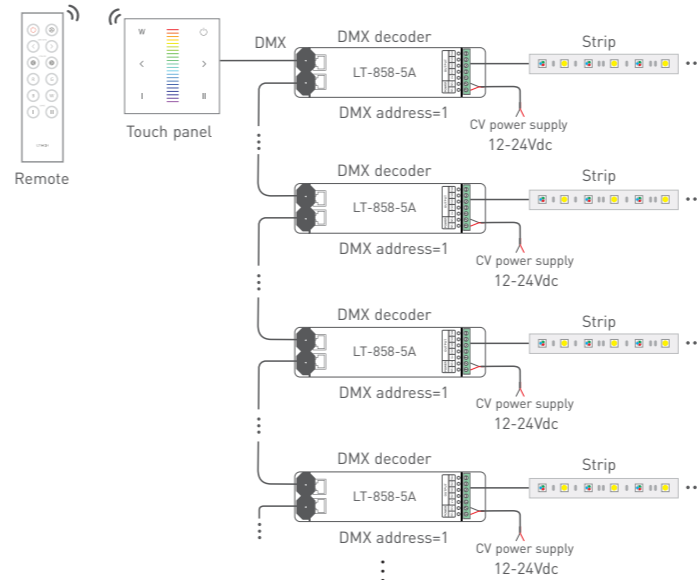 W
I
II
Touch panel
Remote
DMX
DMX decoder
LT-858-5A
DMX address=1
Strip
CV power supply
12-24Vdc
DMX decoder
LT-858-5A
DMX address=1
Strip
CV power supply
12-24Vdc
DMX decoder
LT-858-5A
DMX address=1
Strip
CV power supply
12-24Vdc
DMX decoder
LT-858-5A
DMX address=1
Strip
CV power supply
12-24Vdc